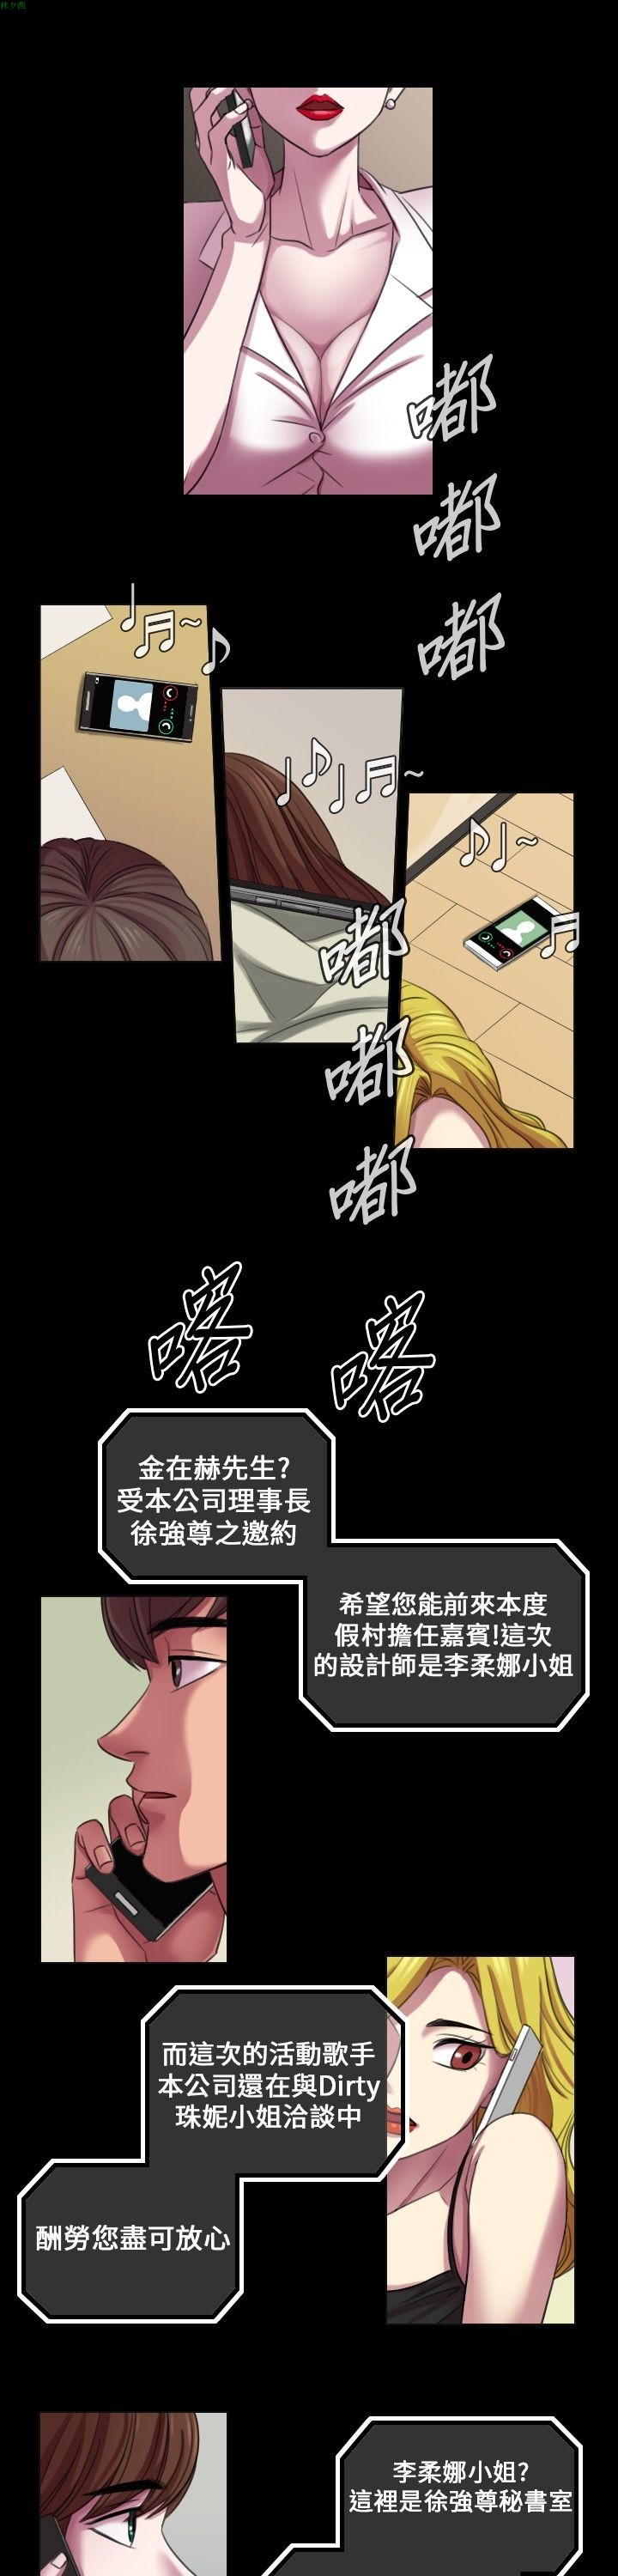 林夕西
嘟
嘟
嘟
嘟
嘟
嘟
喀
喀
金在赫先生?
受本公司理事長
徐強尊之邀約
希望您能前來本度
假村擔任嘉賓!這次
的設計師是李柔娜小姐
而這次的活動歌手
本公司還在與Dirty
珠妮小姐洽談中
酬勞您盡可放心
李柔娜小姐?
這裡是徐強尊秘書室